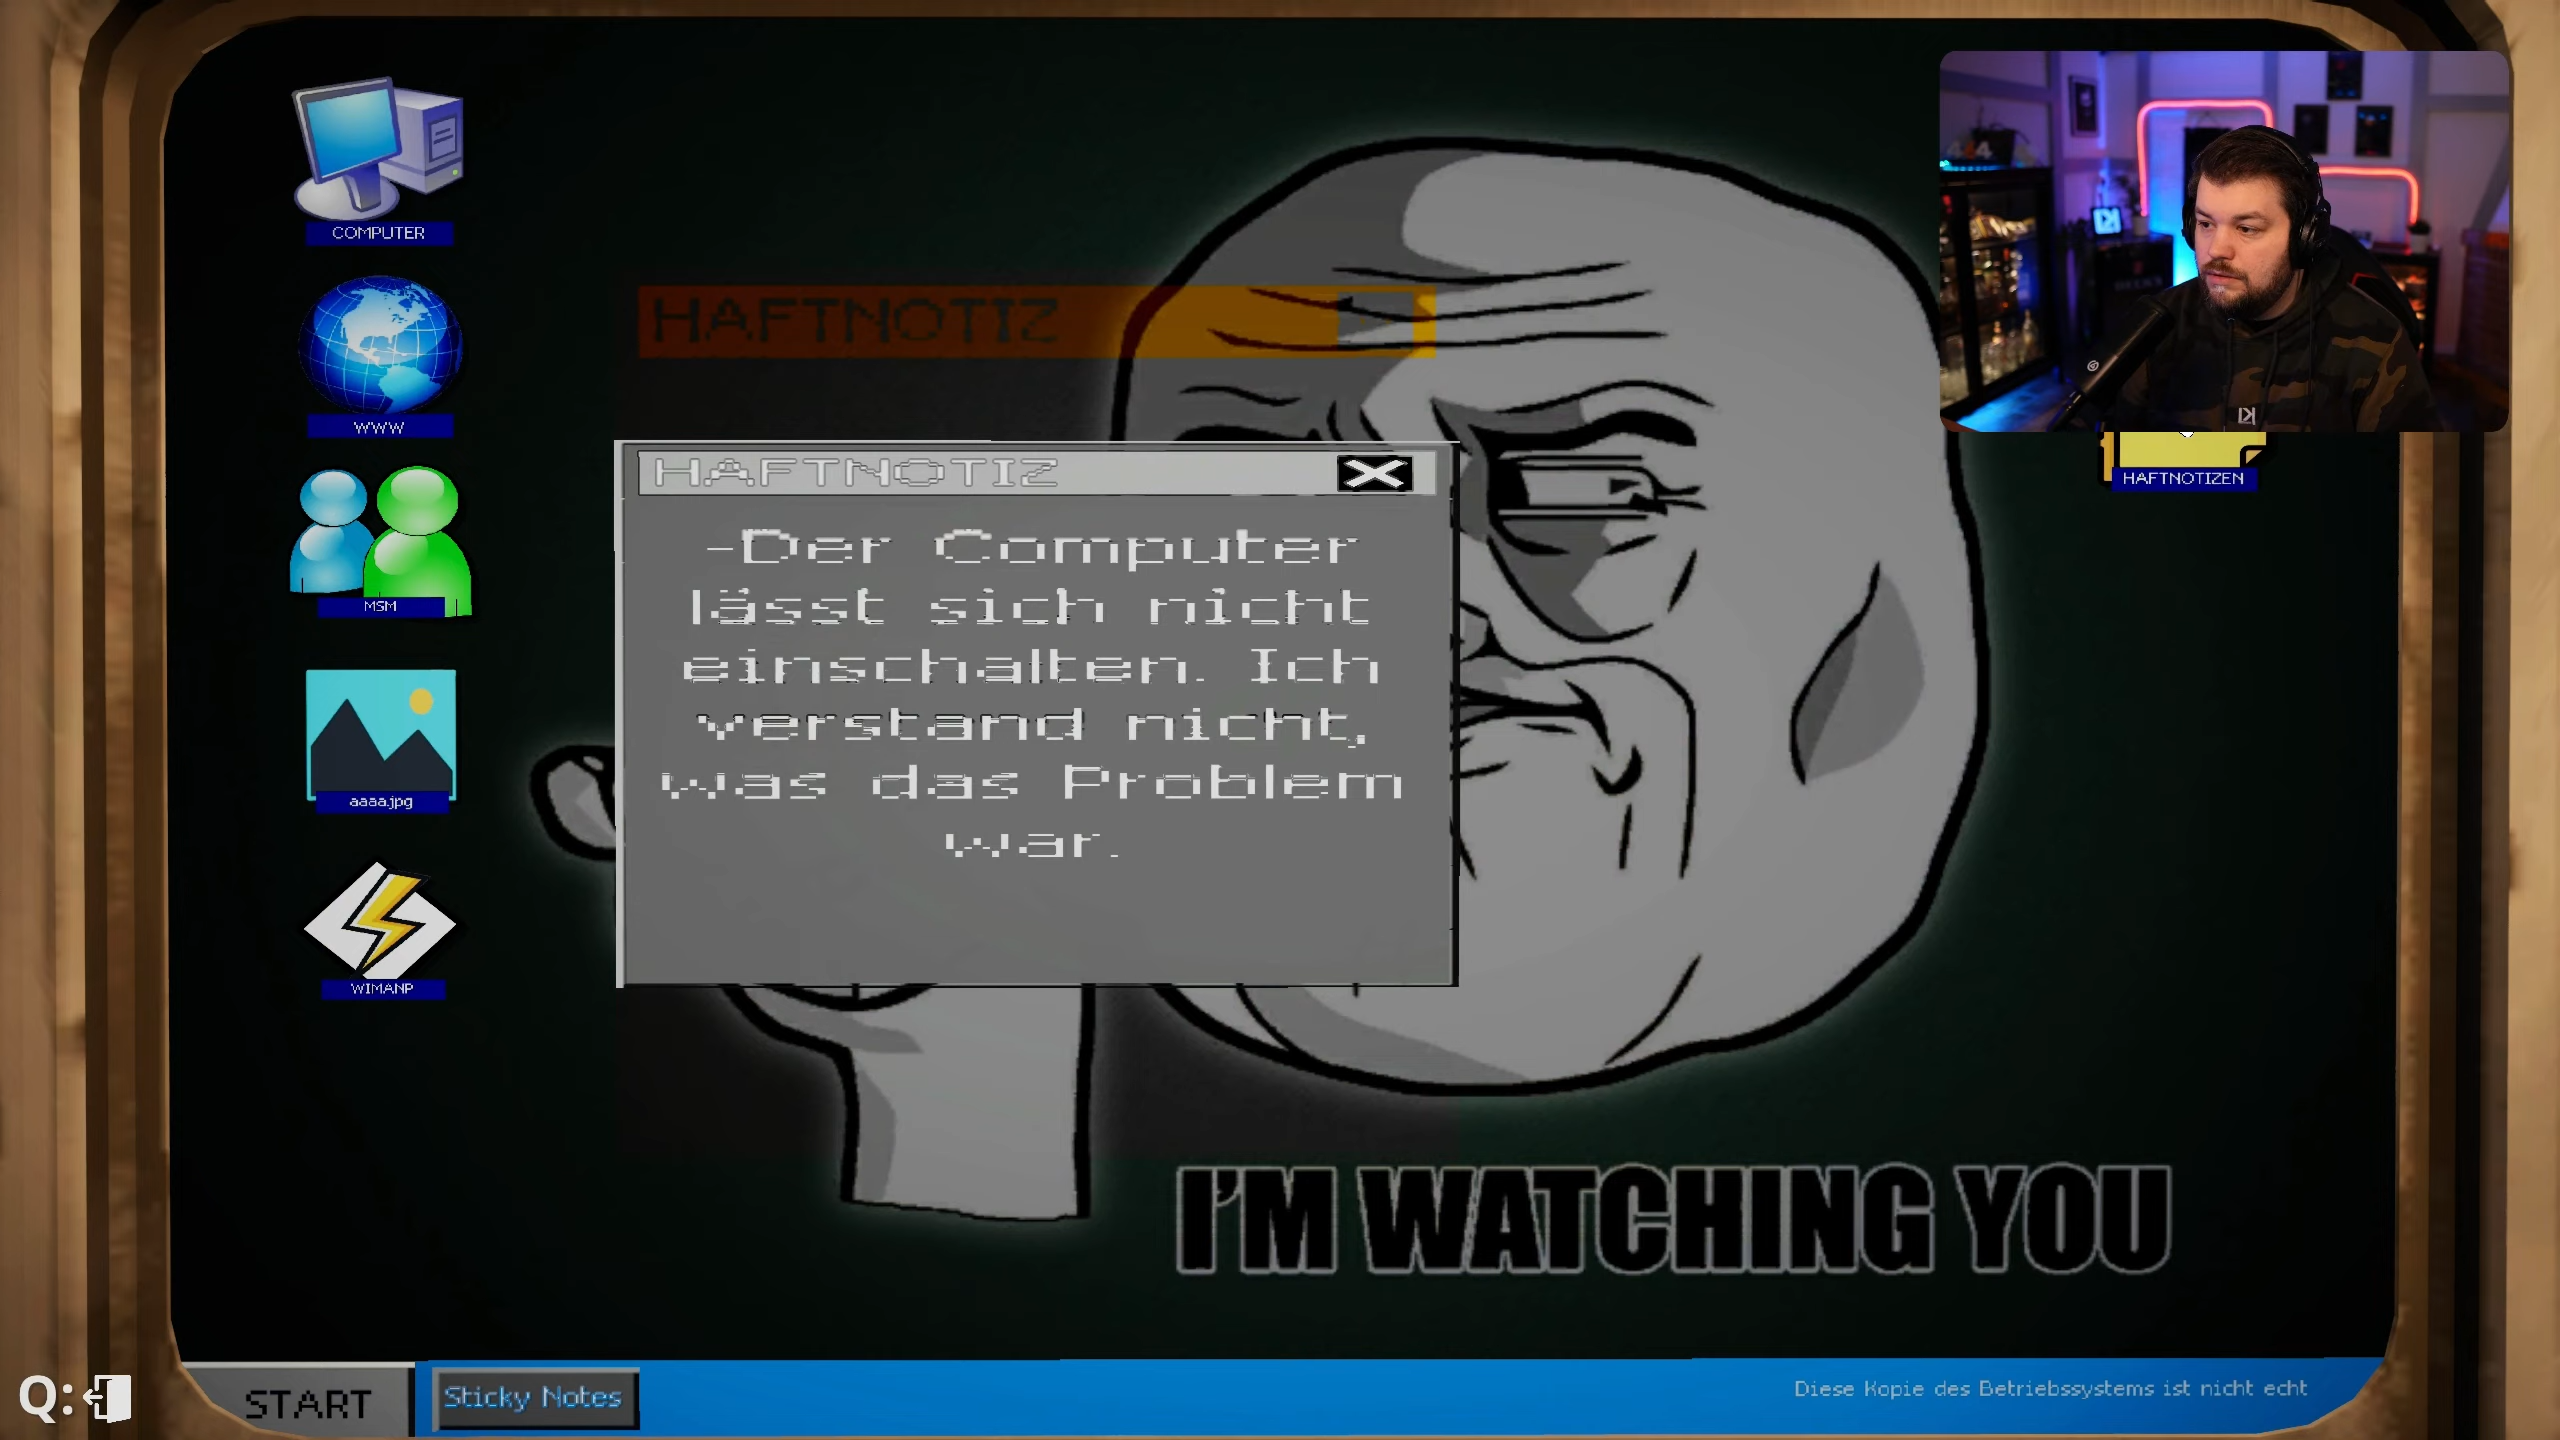 COMPUTER
WWW
MSM
aaaa.jpg
WIMANP
HAFTNOTIZ
HAFTNOTIZ
-Der Computer
lässt sich nicht
einschalten. Ich
verstand nicht,
was das Problem
war.
HAFTNOTIZEN
I'M WATCHING YOU
Q:
START
Sticky Notes
Diese Kopie des Betriebssystems ist nicht echt